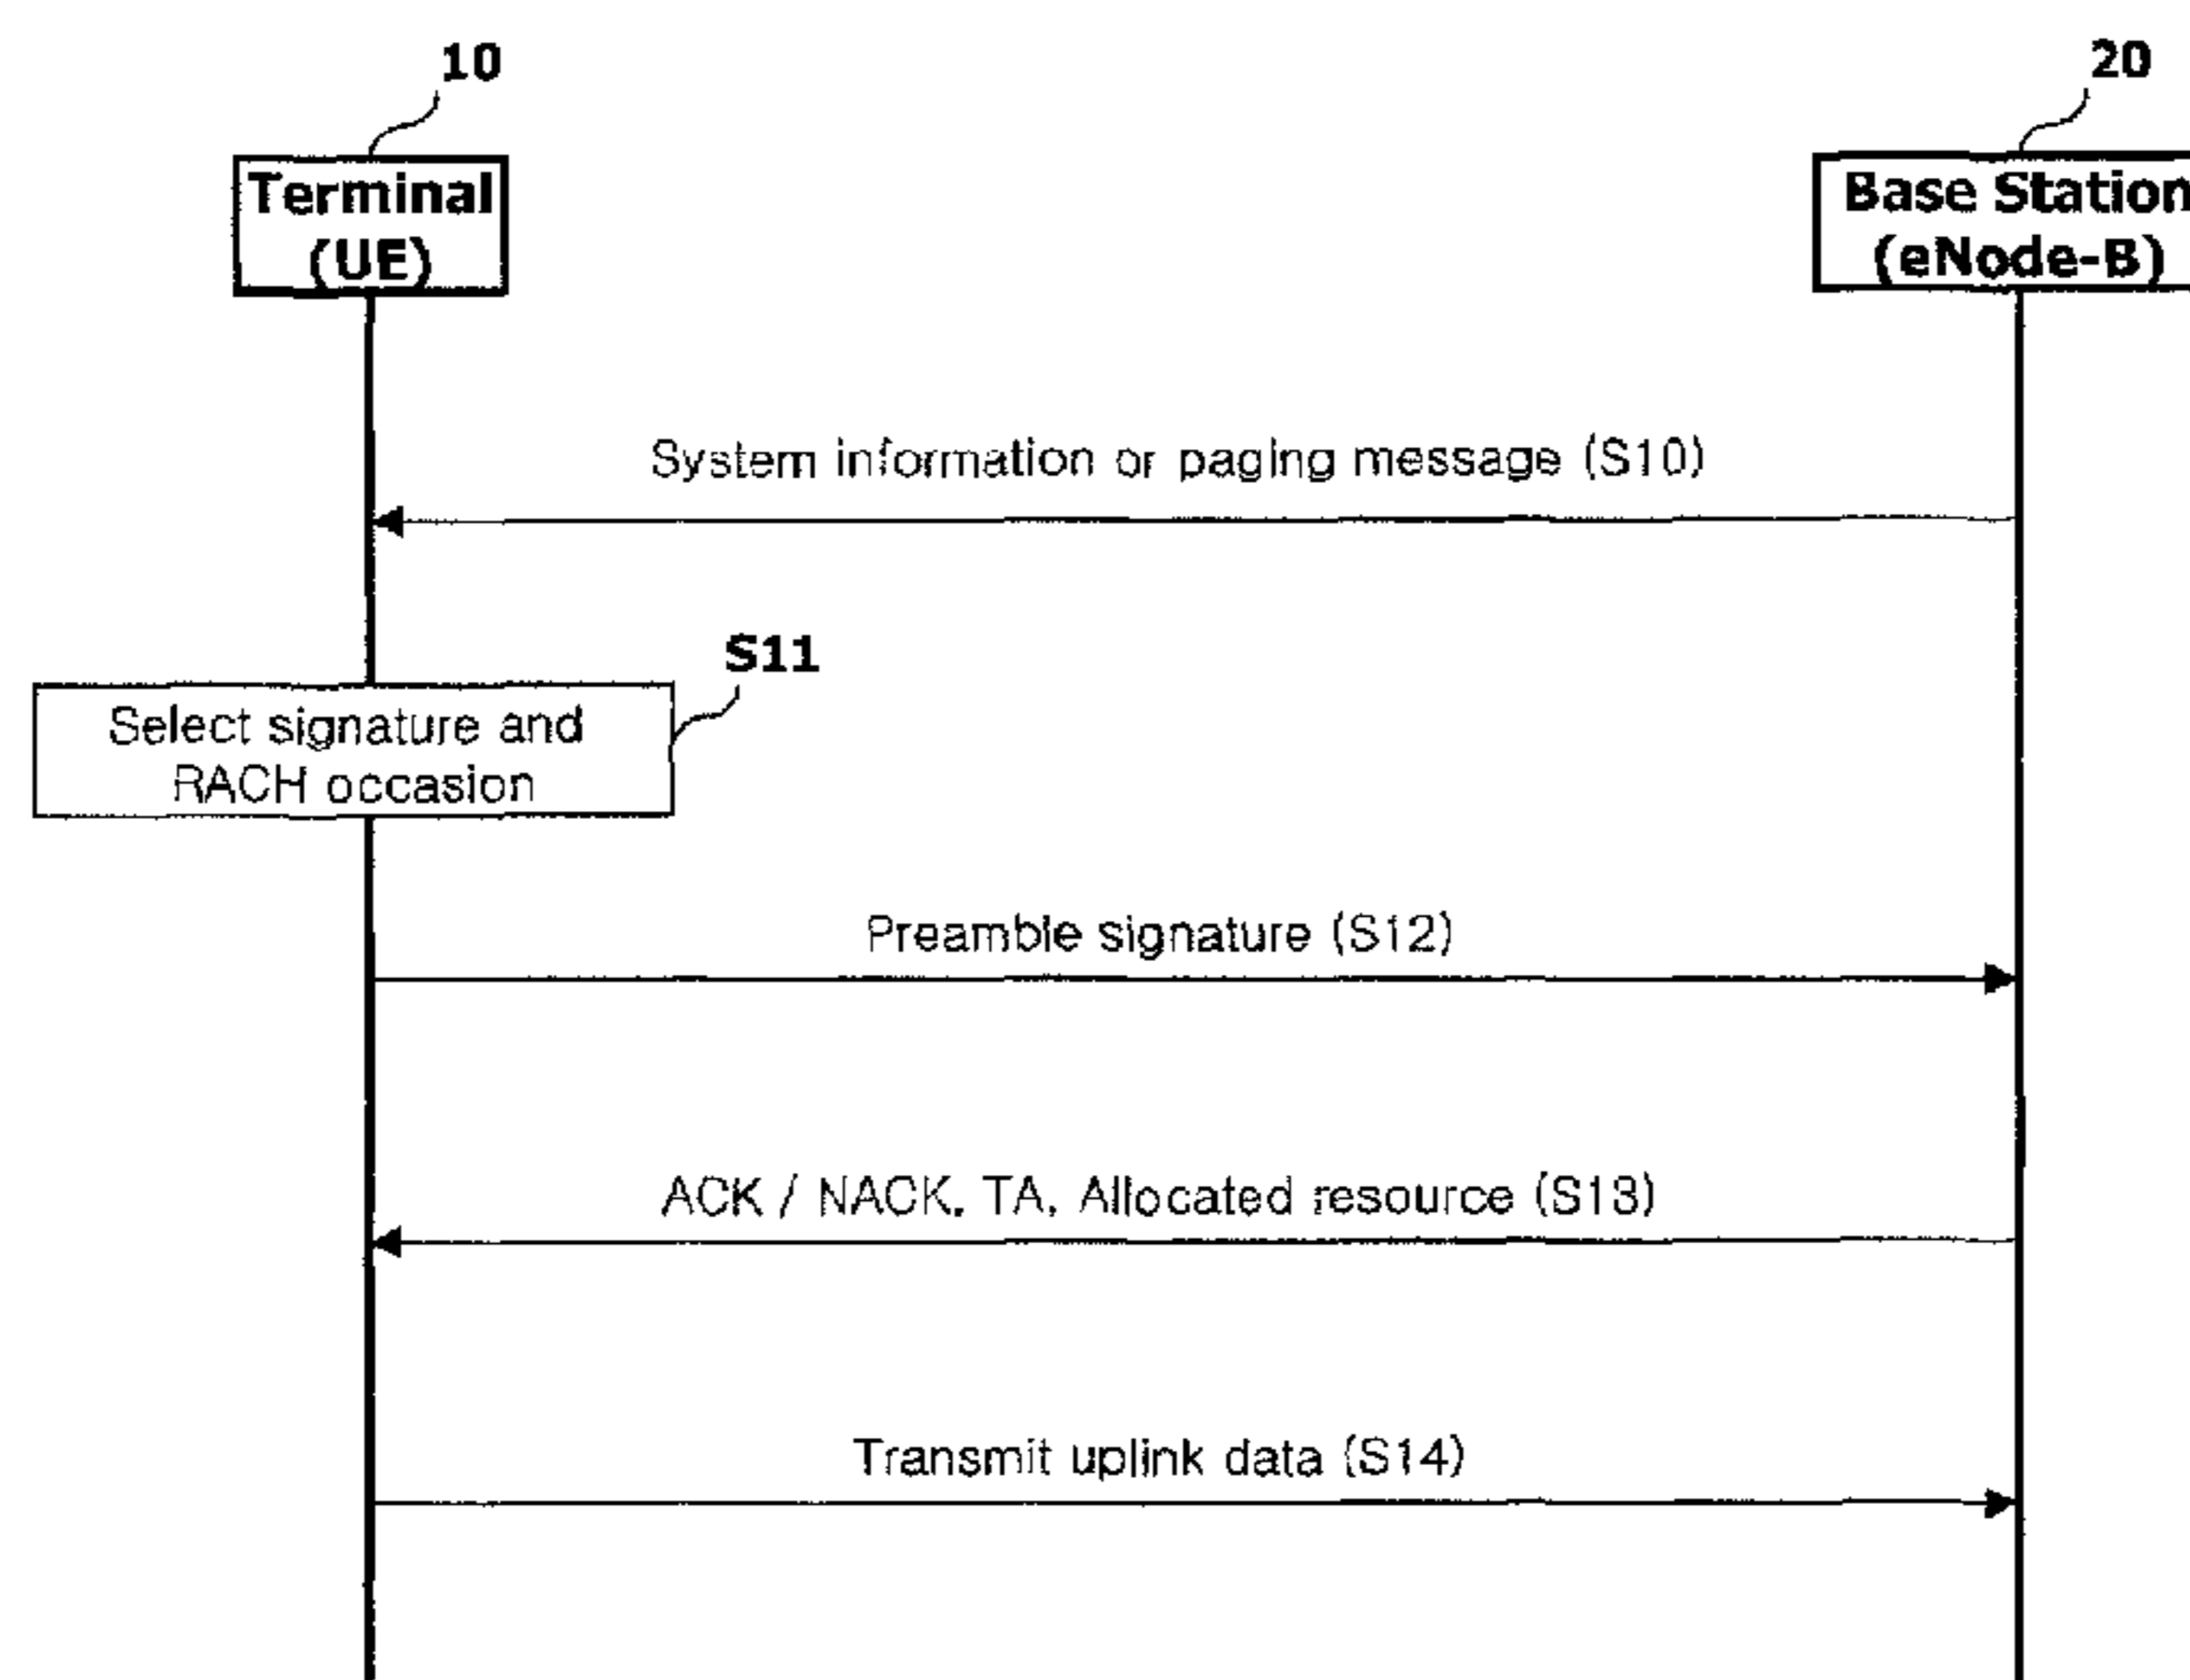 10
20
Terminal
(UE)
Base Station
(eNode-B)
System information or paging message (S10)
S11
Select signature and
RACH occasion
Preamble signature (S12)
ACK / NACK, TA, Allocated resource (S13)
Transmit uplink data (S14)